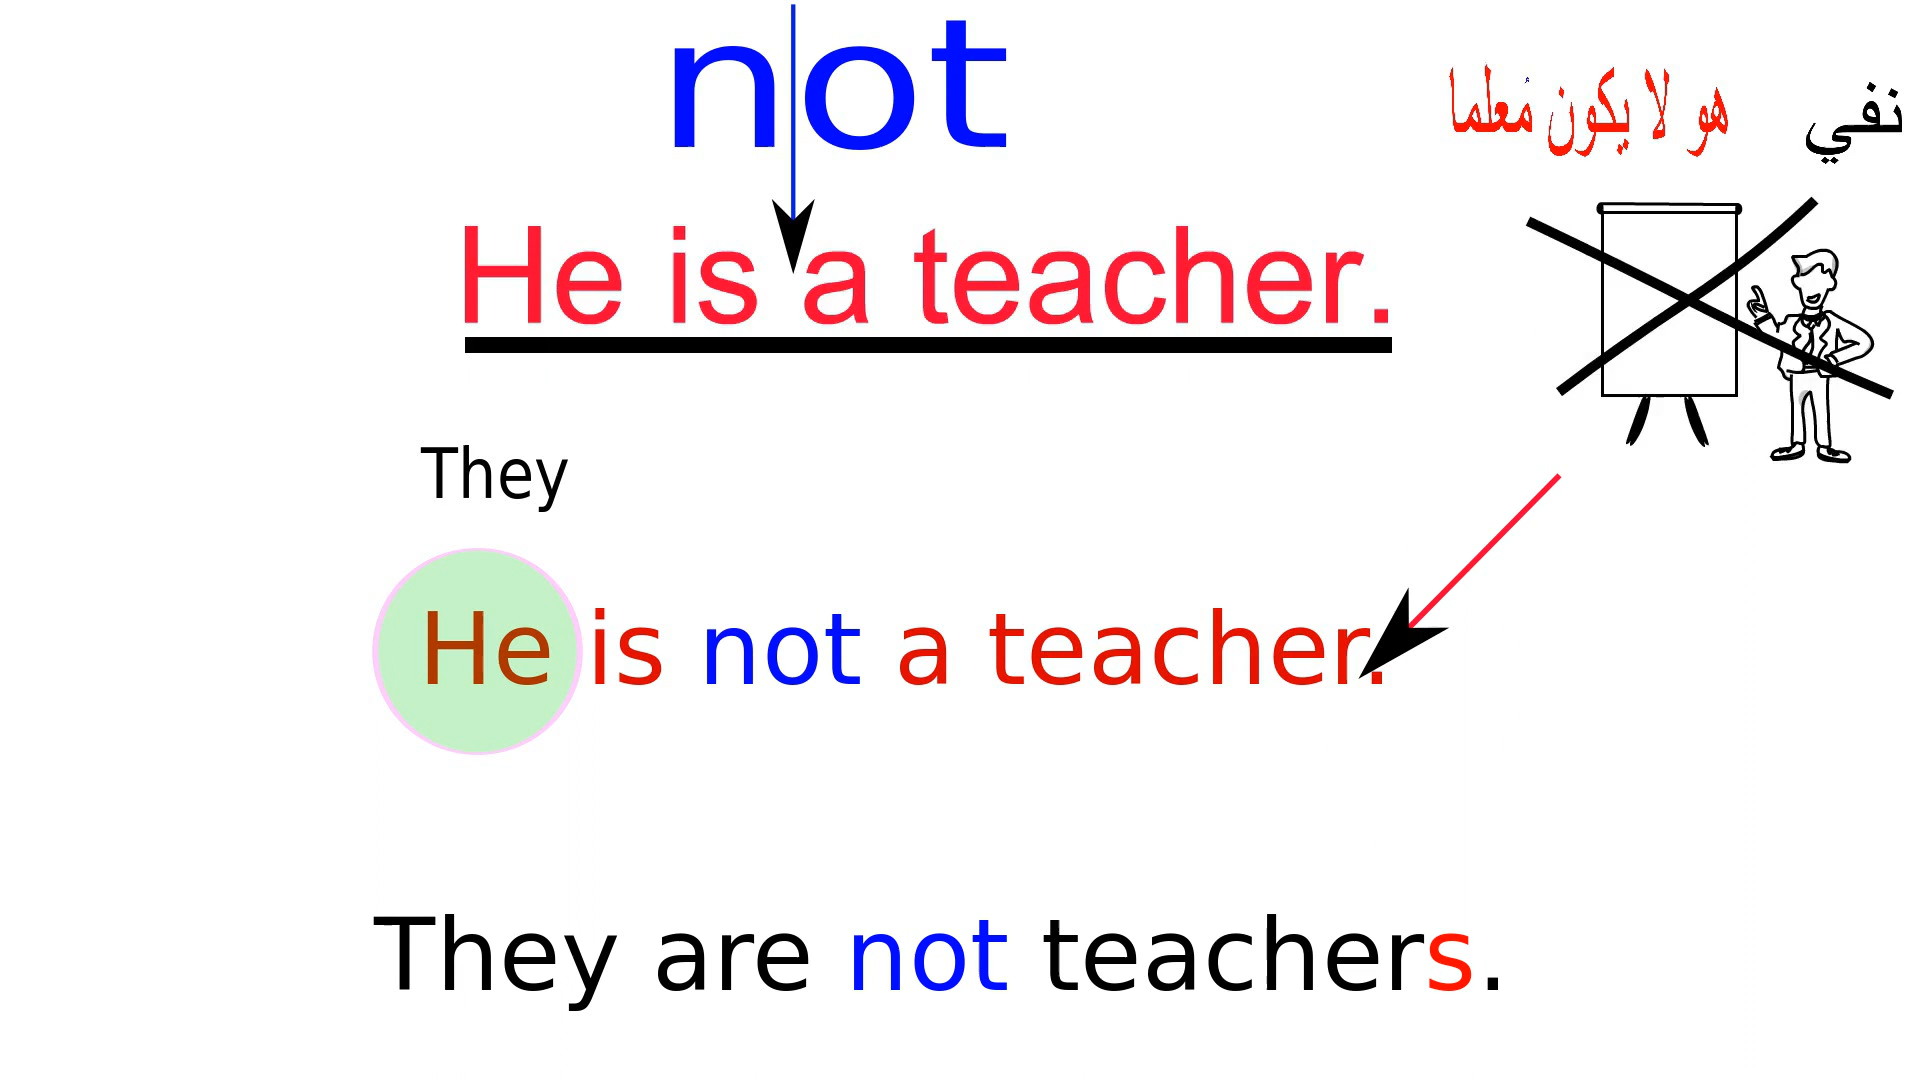 not
نفي
هو لا يكون مُعلما
He is a teacher.
They
He is not a teacher.
They are not teachers.